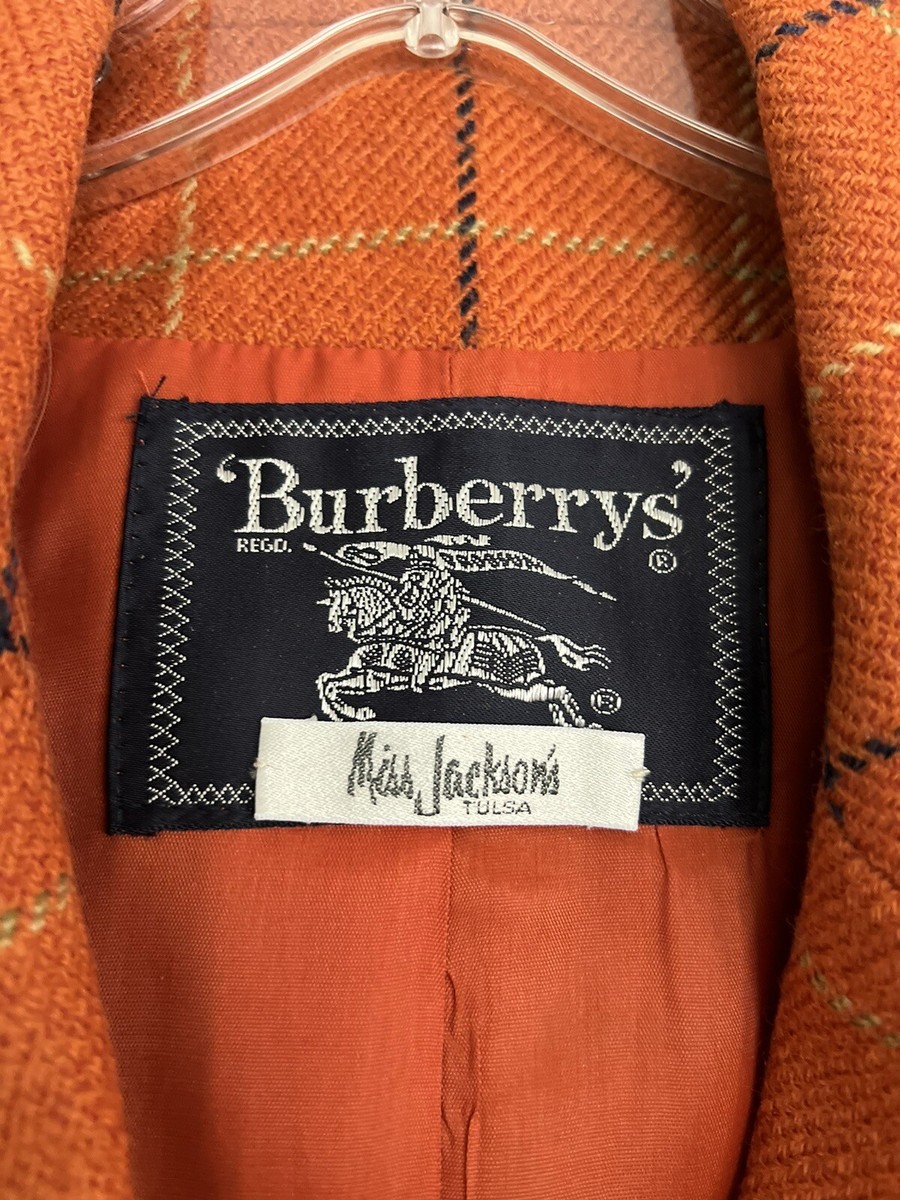 ‘Burberrys’
REGD. ®
®
Miss Jackson's
TULSA